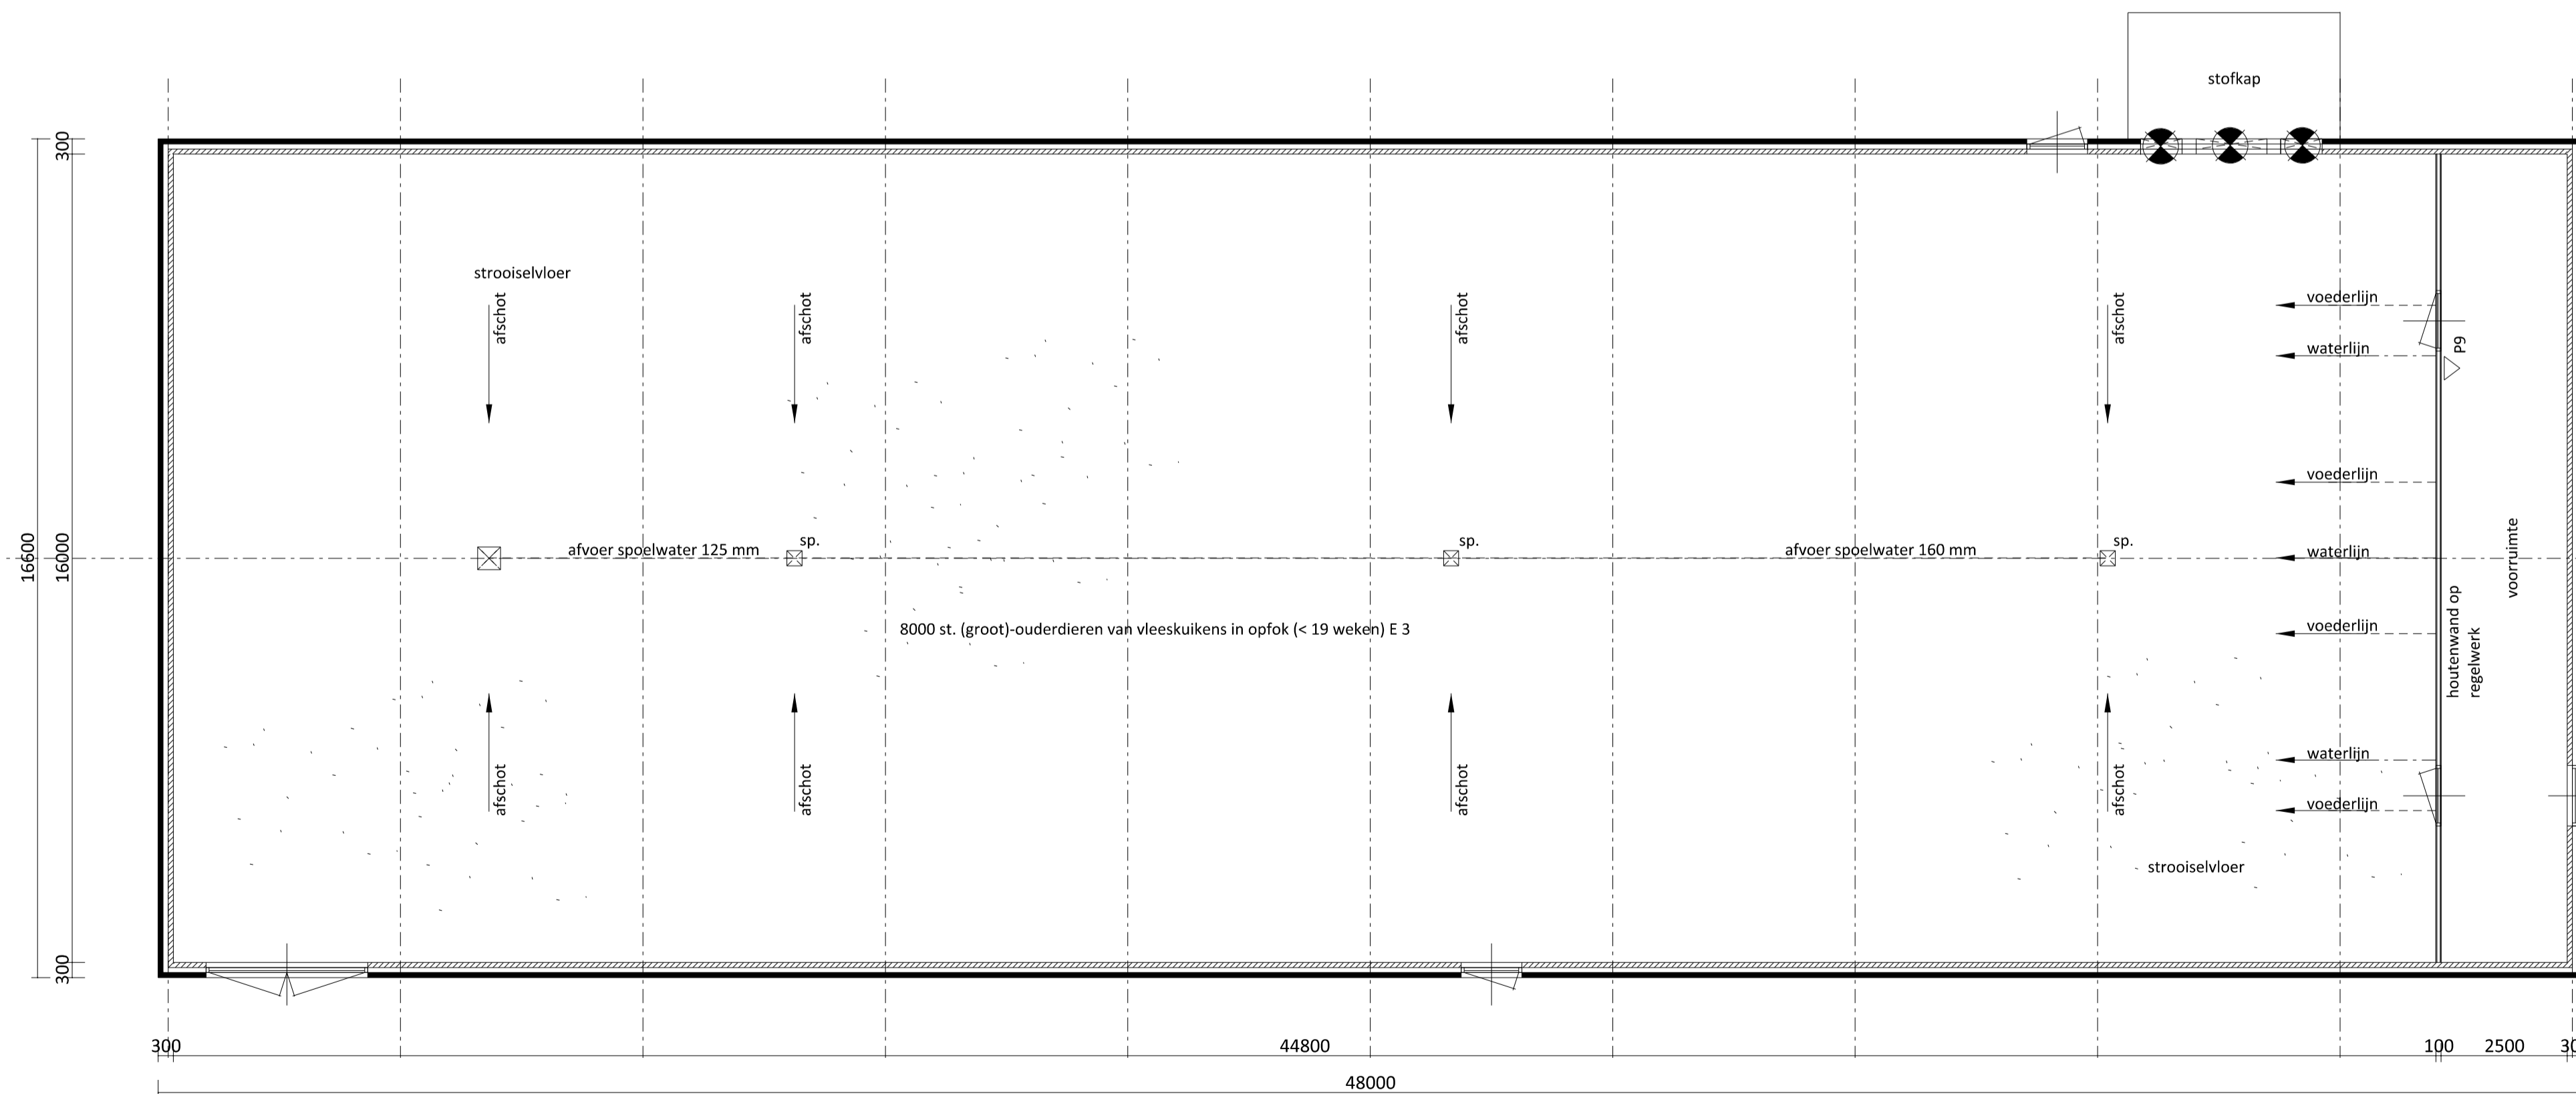 stofkap
300
strooiselvloer
afschot
afschot
afschot
afschot
voederlijn
waterlijn
P9
voederlijn
16600
16000
afvoer spoelwater 125 mm
sp.
sp.
afvoer spoelwater 160 mm
sp.
waterlijn
voorruimte
8000 st. (groot)-ouderdieren van vleeskuikens in opfok (< 19 weken) E 3
voederlijn
houtenwand op
regelwerk
waterlijn
afschot
afschot
afschot
afschot
voederlijn
strooiselvloer
300
300
44800
100
2500
48000